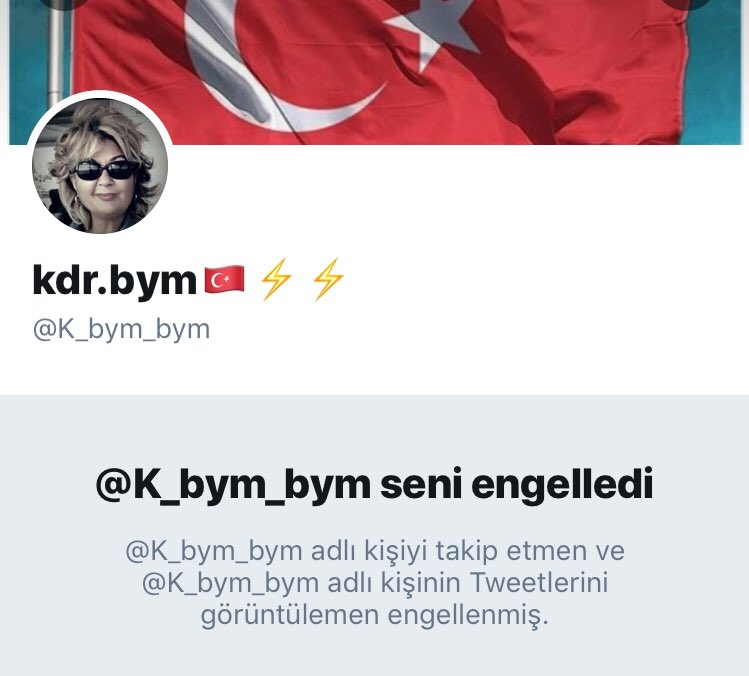 kdr.bym🇹🇷⚡⚡
@K_bym_bym
@K_bym_bym seni engelledi
@K_bym_bym adlı kişiyi takip etmen ve
@K_bym_bym adlı kişinin Tweetlerini
görüntülemen engellenmiş.